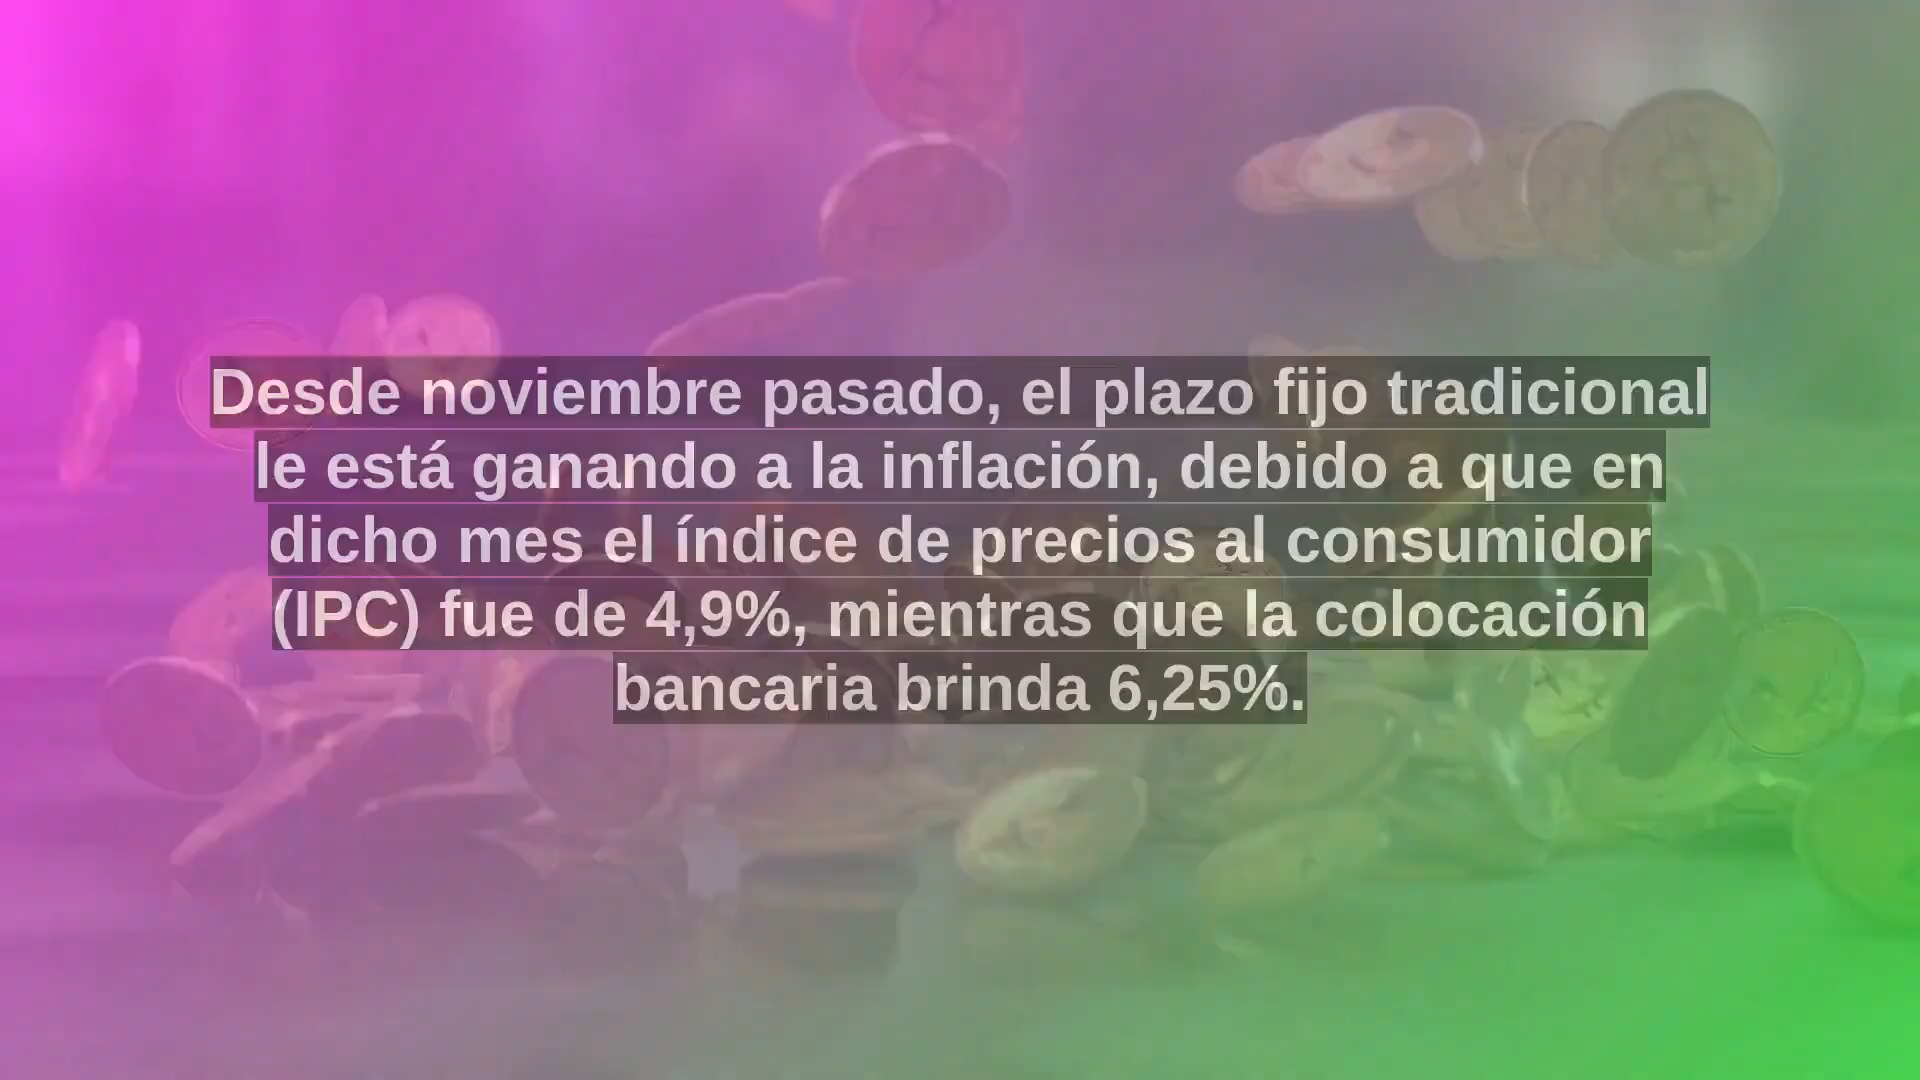 Desde noviembre pasado, el plazo fijo tradicional
le está ganando a la inflación, debido a que en
dicho mes el índice de precios al consumidor
(IPC) fue de 4,9%, mientras que la colocación
bancaria brinda 6,25%.